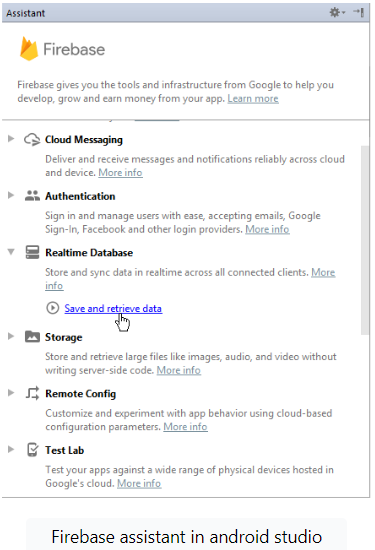 Assistant
Firebase
Firebase gives you the tools and infrastructure from Google to help you
develop, grow and earn money from your app. Learn more
Cloud Messaging
Deliver and receive messages and notifications reliably across cloud
and device. More info
Authentication
Sign in and manage users with ease, accepting emails, Google
Sign-In, Facebook and other login providers. More info
Realtime Database
Store and sync data in realtime across all connected clients. More
info
Save and retrieve data
Storage
Store and retrieve large files like images, audio, and video without
writing server-side code. More info
Remote Config
Customize and experiment with app behavior using cloud-based
configuration parameters. More info
Test Lab
Test your apps against a wide range of physical devices hosted in
Google's cloud. More info
Firebase assistant in android studio